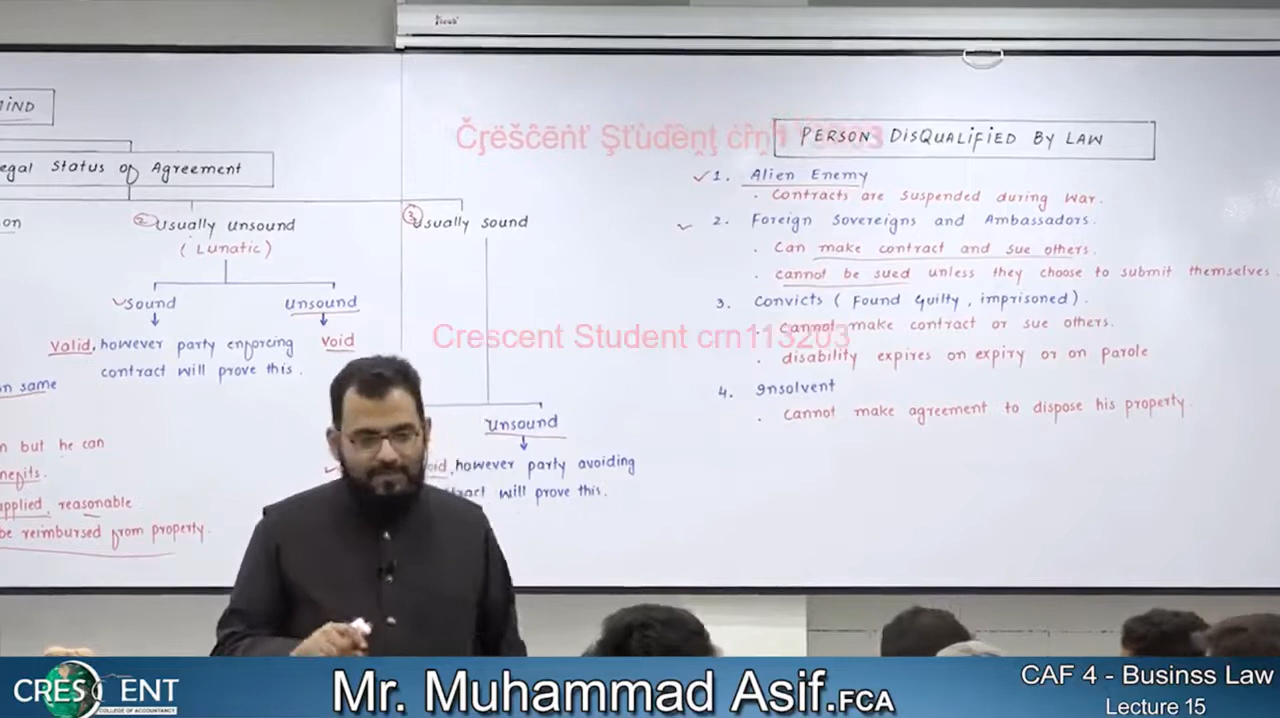 MIND
egal Status of Agreement
on
② Usually unsound
(Lunatic)
③ Usually sound
Sound
Unsound
Valid, however party enforcing
contract will prove this.
void
on same
n but he can
nefits.
pplied, reasonable
be reimbursed from property.
Unsound
oid, however party avoiding
tract will prove this.
PERSON DISQUALIFIED BY LAW
1. Alien Enemy
. Contracts are suspended during war.
2. Foreign Sovereigns and Ambassadors.
. Can make contract and sue others.
. cannot be sued unless they choose to submit themselves.
3. Convicts (Found Guilty, imprisoned).
. Cannot make contract or sue others.
. disability expires on expiry or on parole
4. Insolvent
. Cannot make agreement to dispose his property.
Crescent Student crn113203
CRESCENT
COLLEGE OF ACCOUNTANCY
Mr. Muhammad Asif.FCA
CAF 4 - Businss Law
Lecture 15